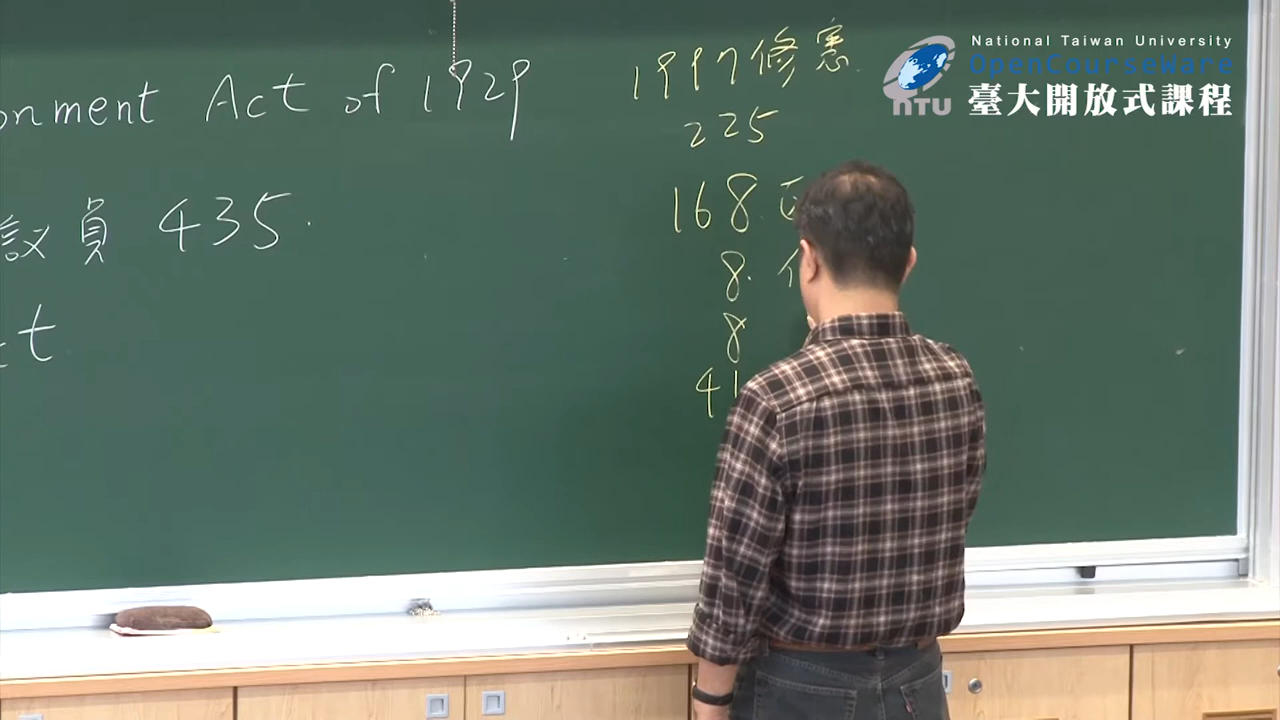 National Taiwan University
OpenCourseWare
臺大開放式課程
NTU
onment Act of 1929
議員 435.
ct
1997修憲
225
168
8.
8
41